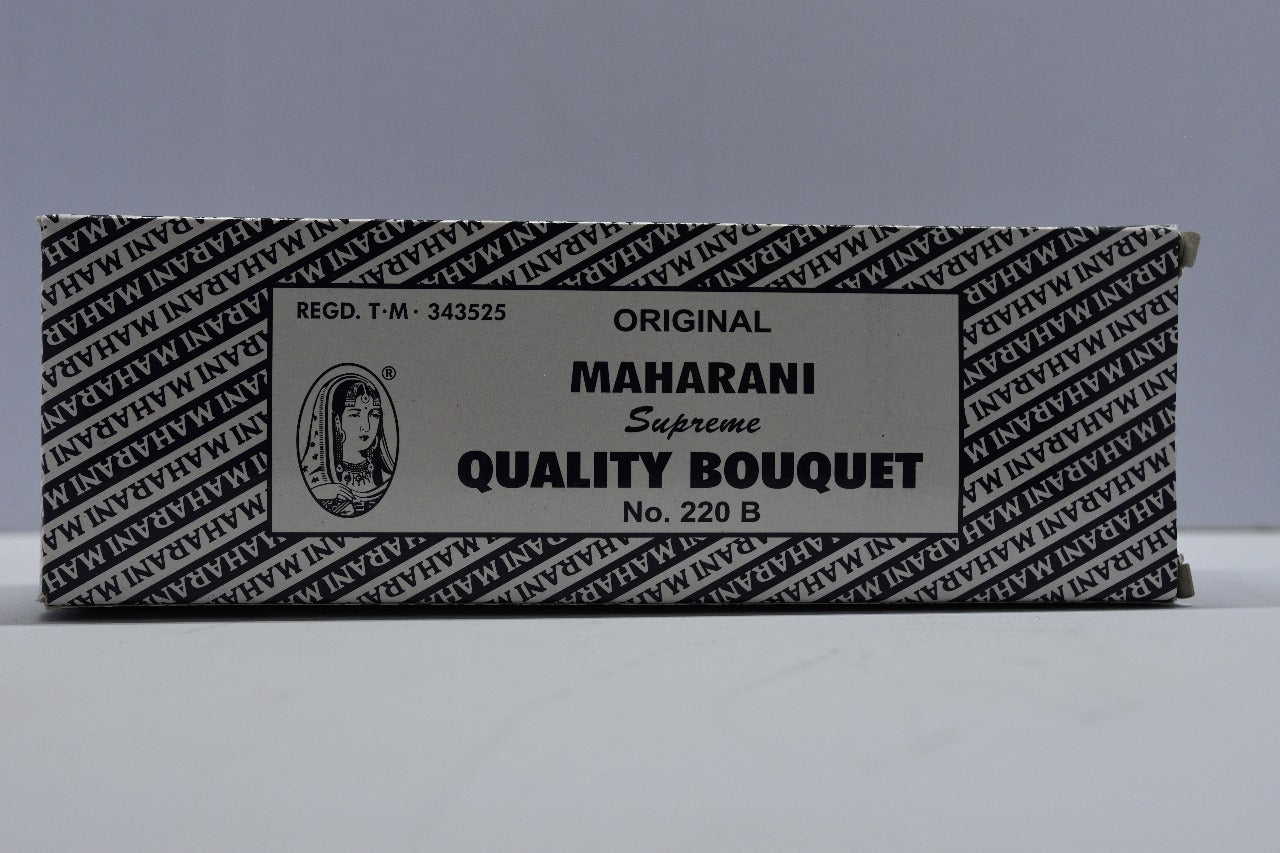 REGD. T·M· 343525
ORIGINAL
®
MAHARANI
Supreme
QUALITY BOUQUET
No. 220 B